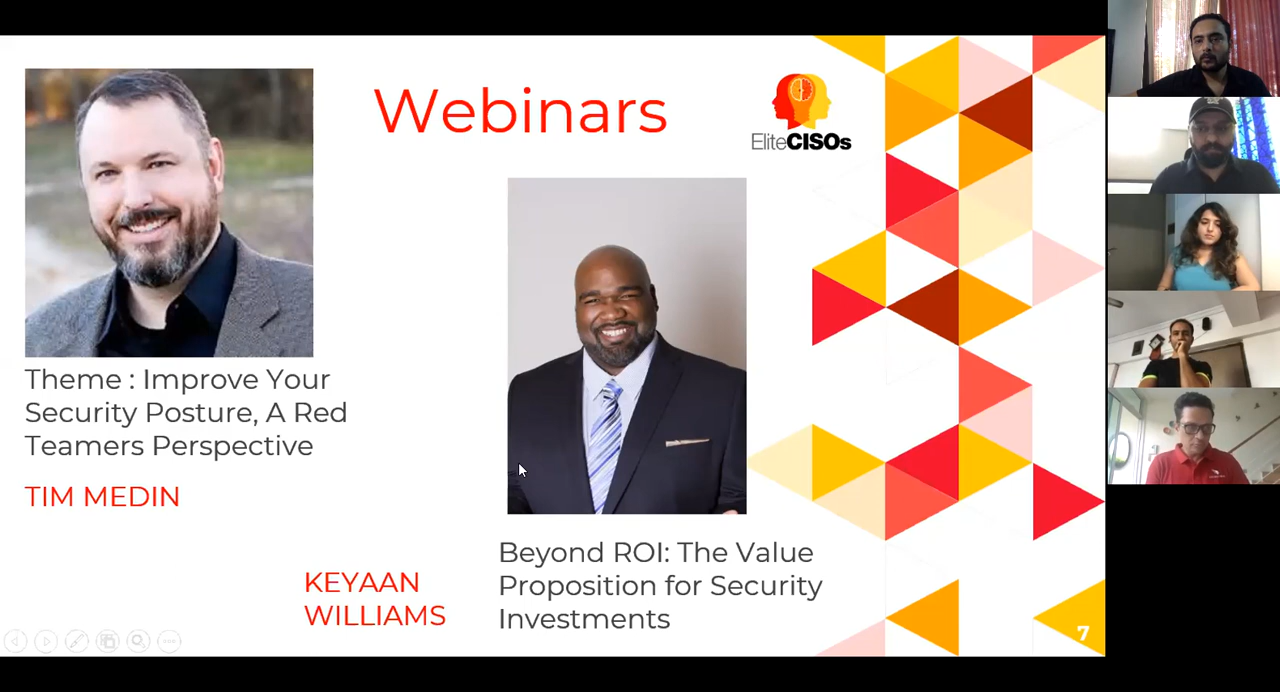 Webinars
EliteCISOs
Theme : Improve Your
Security Posture, A Red
Teamers Perspective
TIM MEDIN
KEYAAN
WILLIAMS
Beyond ROI: The Value
Proposition for Security
Investments
7